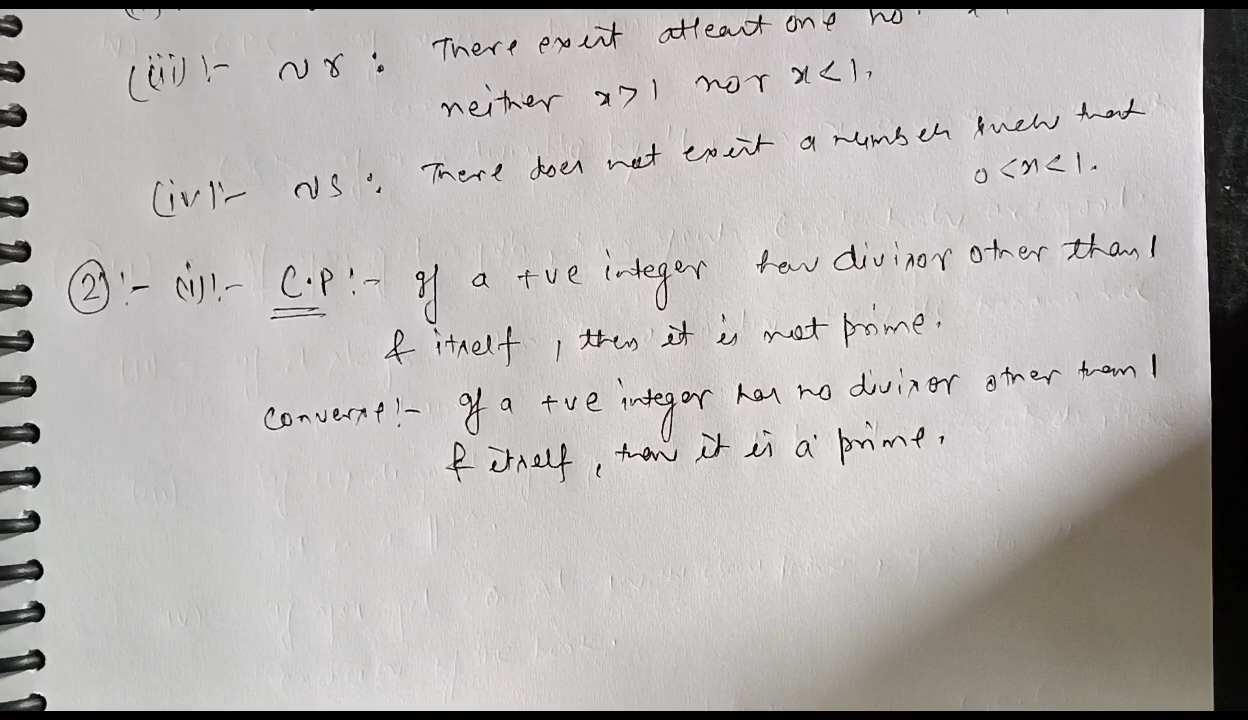 (iii) :- ~ r : There exist atleast one no.
neither x > 1 nor x < 1.
(iv) :- ~ s : There does not exist a number such that
0 < x < 1.
② :- (i) :- C.P :- If a +ve integer has divisor other than 1
& itself, then it is not prime.
Converse :- If a +ve integer has no divisor other than 1
& itself, then it is a prime.